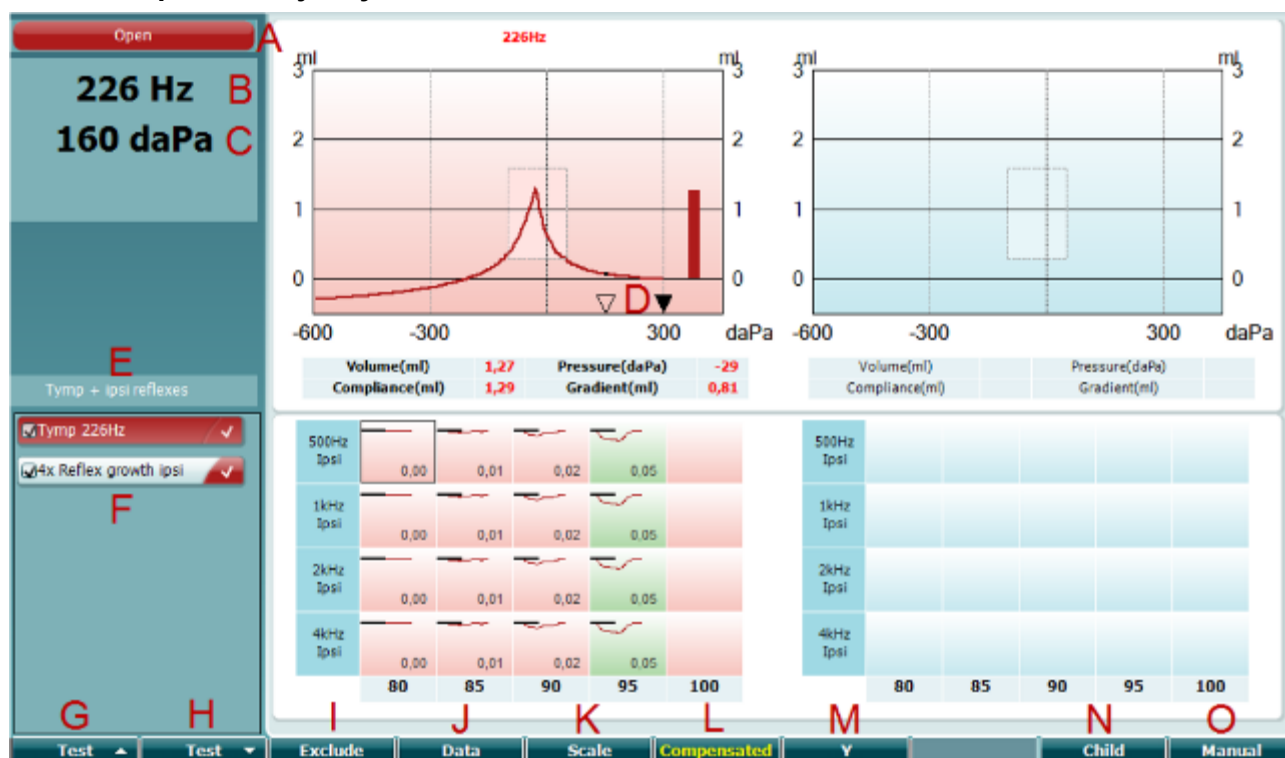 Open
A
226 Hz
B
160 daPa
C
226Hz
ml
ml
3
3
2
2
1
1
0
0
D
-600
-300
300
daPa
Volume(ml)
1,27
Pressure(daPa)
-29
Compliance(ml)
1,29
Gradient(ml)
0,81
ml
ml
3
3
2
2
1
1
0
0
-600
-300
300
daPa
Volume(ml)
Pressure(daPa)
Compliance(ml)
Gradient(ml)
E
Tymp + ipsi reflexes
Tymp 226Hz
4x Reflex growth ipsi
F
500Hz
Ipsi
0,00
0,01
0,02
0,05
1kHz
Ipsi
0,00
0,01
0,02
0,05
2kHz
Ipsi
0,00
0,01
0,02
0,05
4kHz
Ipsi
0,00
0,01
0,02
0,05
80
85
90
95
100
500Hz
Ipsi
1kHz
Ipsi
2kHz
Ipsi
4kHz
Ipsi
80
85
90
95
100
G
H
I
J
K
L
M
N
O
Test
Test
Exclude
Data
Scale
Compensated
Y
Child
Manual